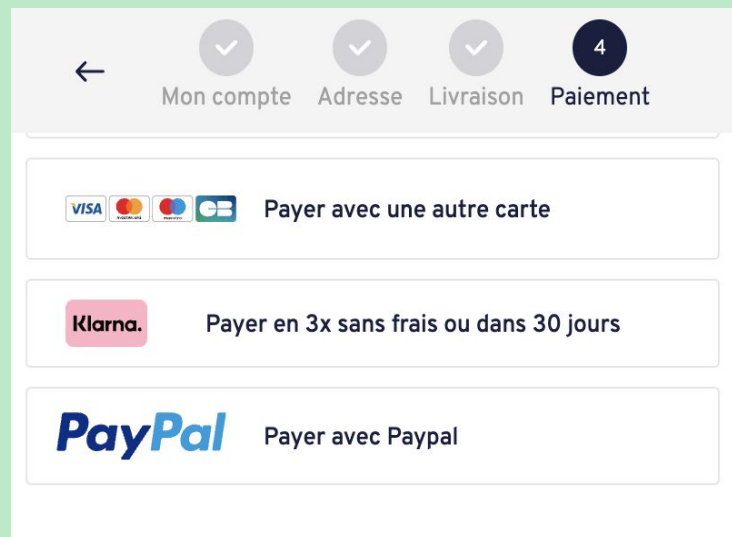 4
Mon compte Adresse Livraison Paiement
VISA Payer avec une autre carte
Klarna. Payer en 3x sans frais ou dans 30 jours
PayPal Payer avec Paypal